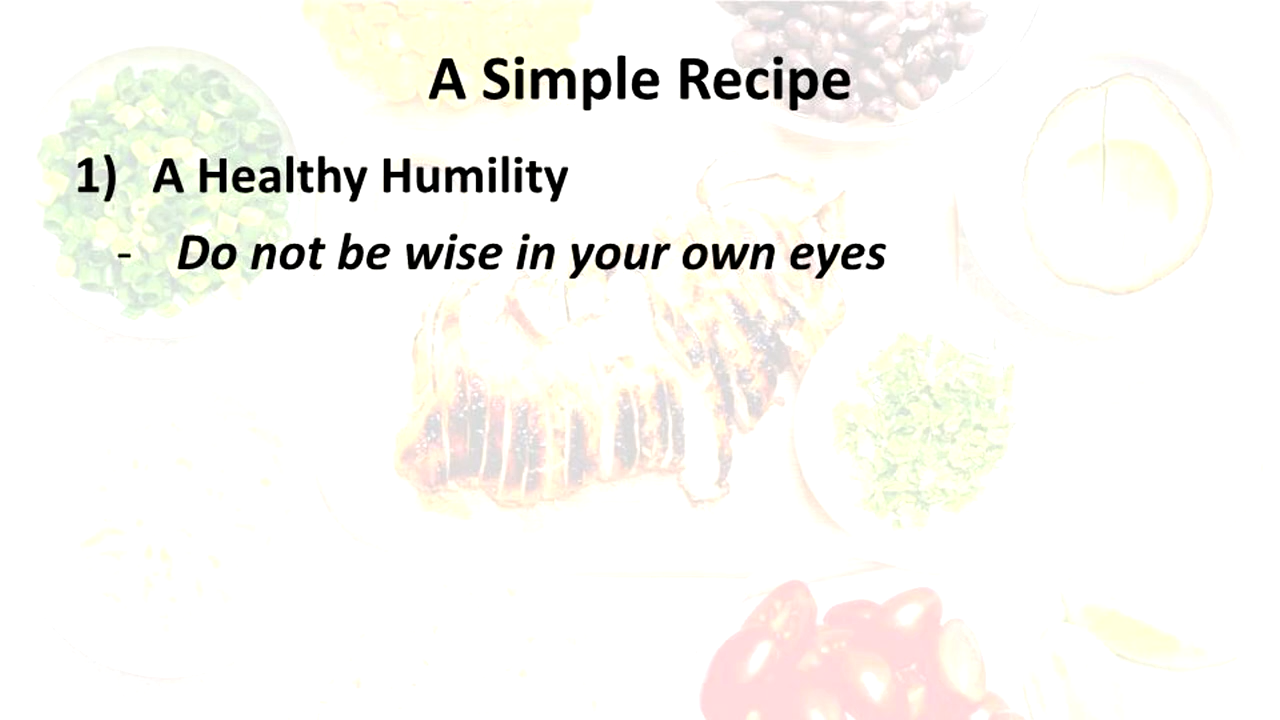 A Simple Recipe
1) A Healthy Humility
- Do not be wise in your own eyes